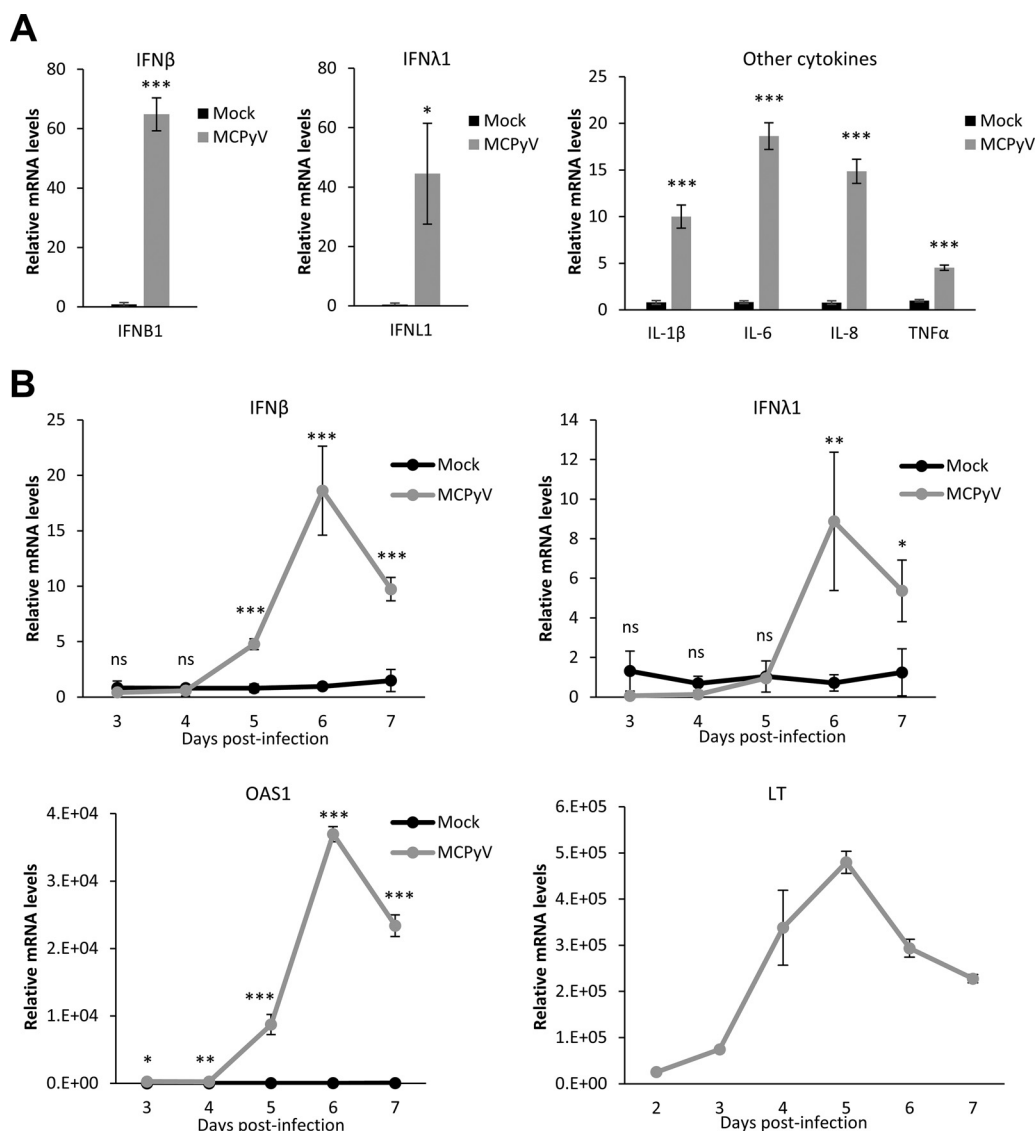 A
IFNβ
Relative mRNA levels
80
60
40
20
0
***
Mock
MCPyV
IFNB1
IFNλ1
Relative mRNA levels
80
60
40
20
0
*
Mock
MCPyV
IFNL1
Other cytokines
Relative mRNA levels
25
20
15
10
5
0
***
***
***
***
Mock
MCPyV
IL-1β IL-6 IL-8 TNFα
B
IFNβ
Relative mRNA levels
25
20
15
10
5
0
ns
ns
***
***
***
Mock
MCPyV
3 4 5 6 7
Days post-infection
IFNλ1
Relative mRNA levels
14
12
10
8
6
4
2
0
ns
ns
ns
**
*
Mock
MCPyV
3 4 5 6 7
Days post-infection
OAS1
Relative mRNA levels
4.E+04
3.E+04
2.E+04
1.E+04
0.E+00
*
**
***
***
***
Mock
MCPyV
3 4 5 6 7
Days post-infection
LT
Relative mRNA levels
6.E+05
5.E+05
4.E+05
3.E+05
2.E+05
1.E+05
0.E+00
2 3 4 5 6 7
Days post-infection